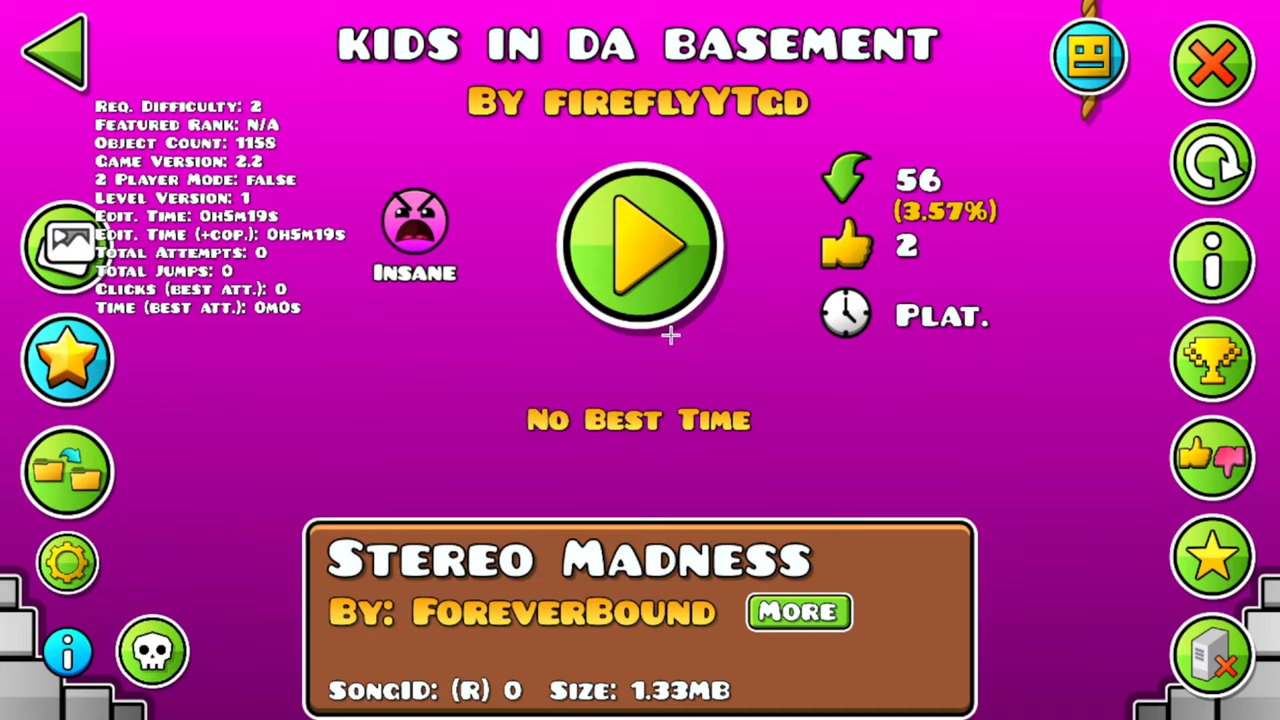 KIDS IN DA BASEMENT
By FIREFLYYTGD
Req. Difficulty: 2
Featured Rank: N/A
Object Count: 1158
Game Version: 2.2
2 Player Mode: false
Level Version: 1
Edit. Time: 0h5m19s
Edit. Time (+cop.): 0h5m19s
Total Attempts: 0
Total Jumps: 0
Clicks (best att.): 0
Time (best att.): 0m0s
Insane
56
(3.57%)
2
Plat.
No Best Time
Stereo Madness
By: ForeverBound
More
SongID: (R) 0 Size: 1.33MB